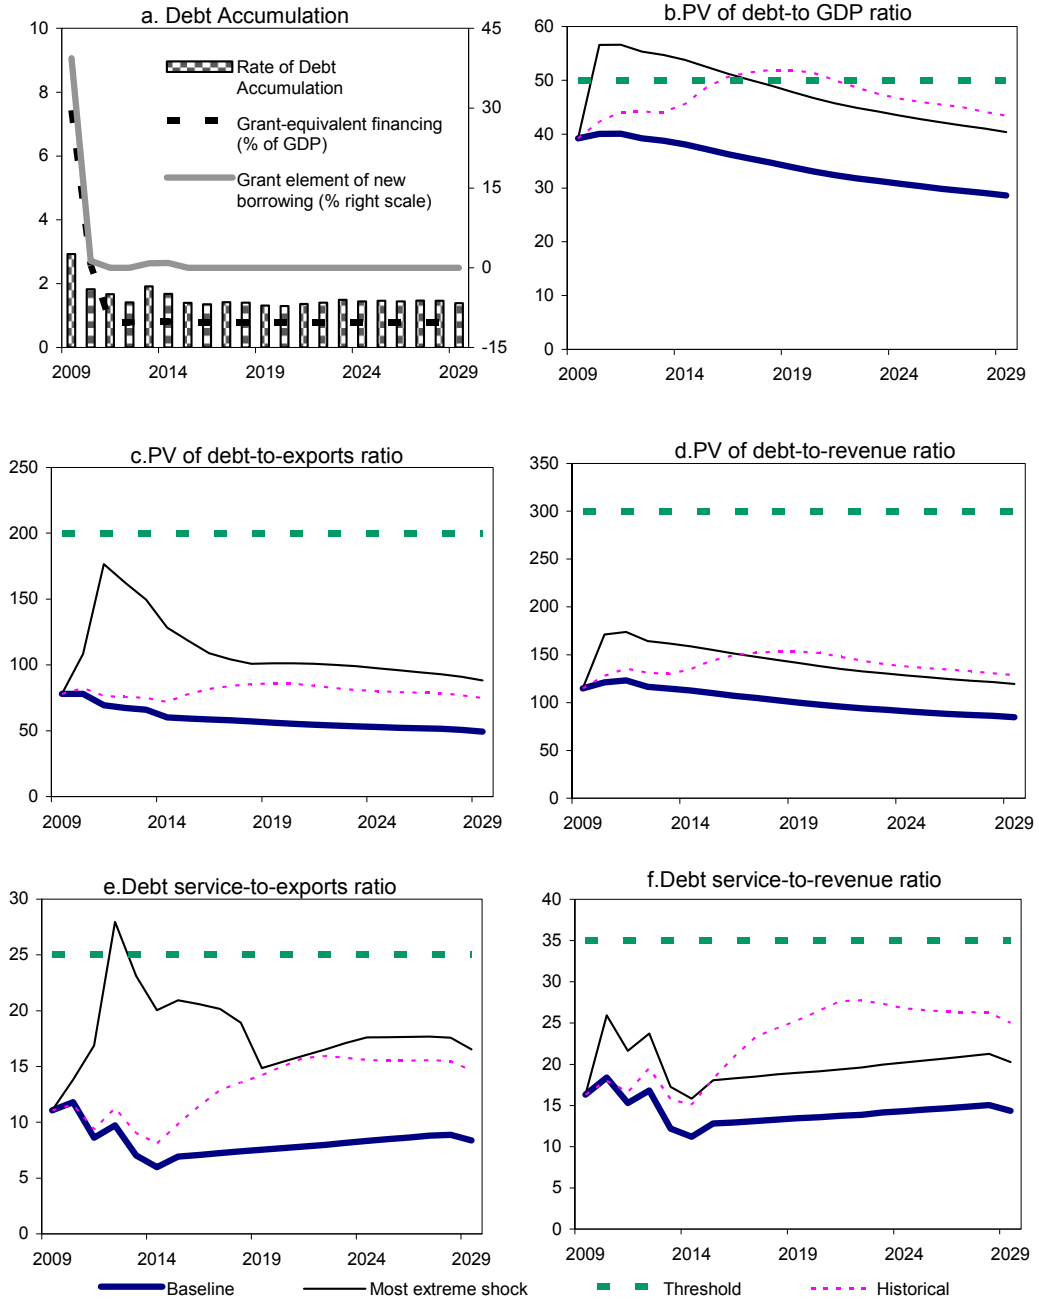 a. Debt Accumulation
10
8
6
4
2
0
45
30
15
0
-15
Rate of Debt
Accumulation
Grant-equivalent financing
(% of GDP)
Grant element of new
borrowing (% right scale)
2009 2014 2019 2024 2029
b.PV of debt-to GDP ratio
60
50
40
30
20
10
0
2009 2014 2019 2024 2029
c.PV of debt-to-exports ratio
250
200
150
100
50
0
2009 2014 2019 2024 2029
d.PV of debt-to-revenue ratio
350
300
250
200
150
100
50
0
2009 2014 2019 2024 2029
e.Debt service-to-exports ratio
30
25
20
15
10
5
0
2009 2014 2019 2024 2029
f.Debt service-to-revenue ratio
40
35
30
25
20
15
10
5
0
2009 2014 2019 2024 2029
Baseline Most extreme shock Threshold Historical